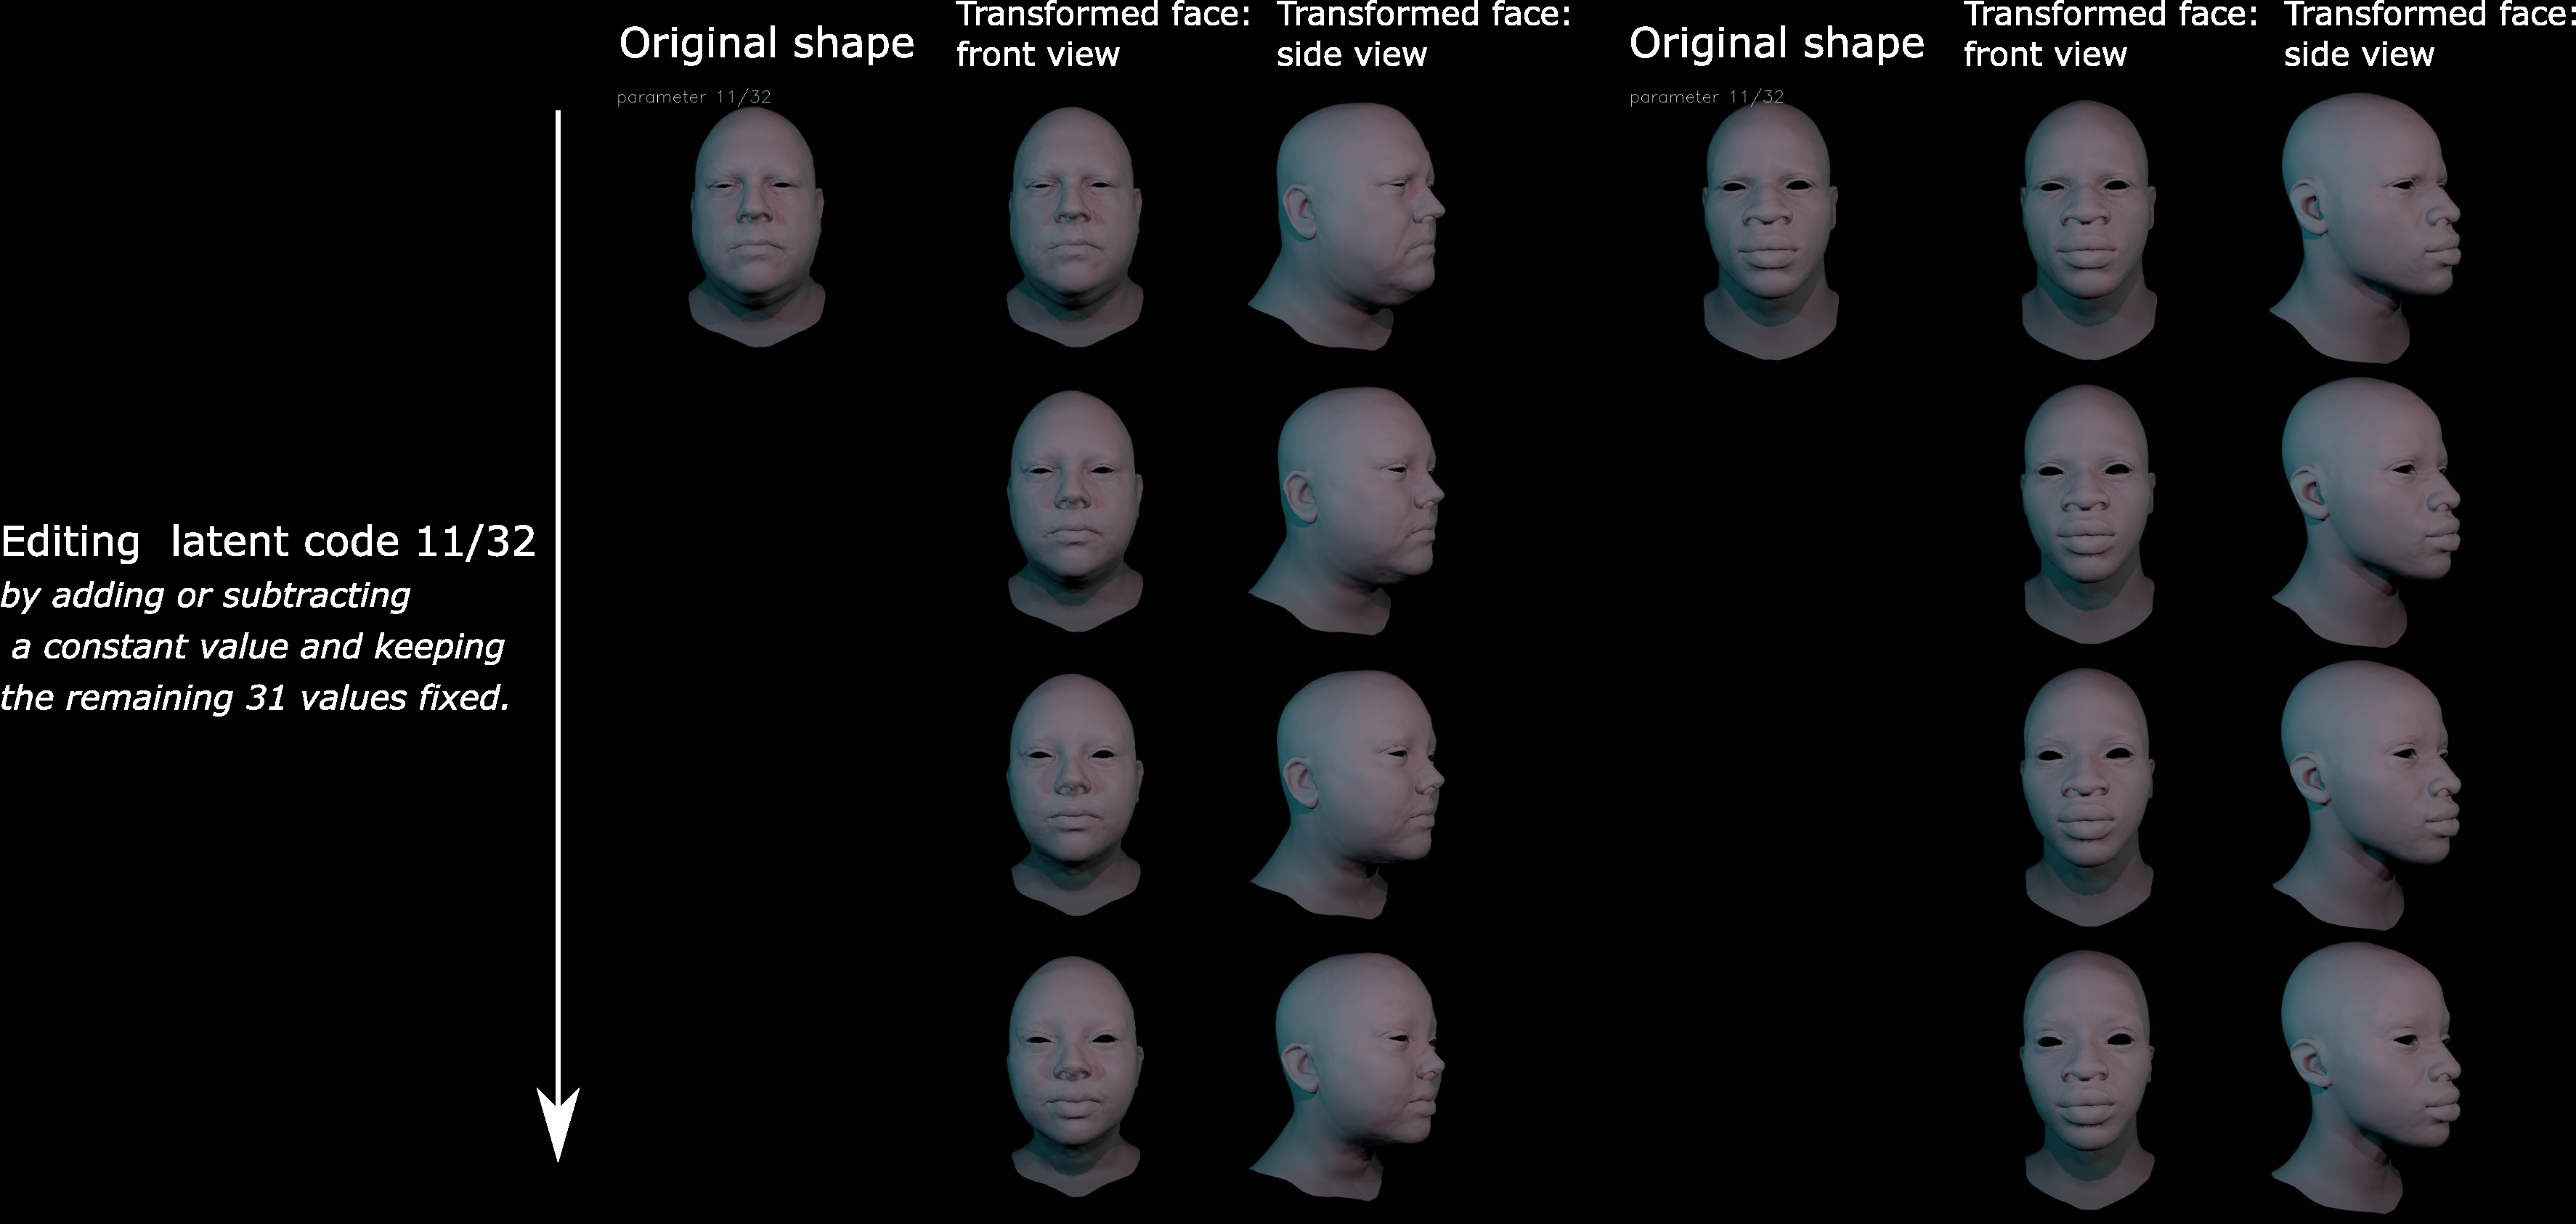 Original shape
Transformed face:
front view
Transformed face:
side view
Original shape
Transformed face:
front view
Transformed face:
side view
parameter 11/32
parameter 11/32
Editing latent code 11/32
by adding or subtracting
a constant value and keeping
the remaining 31 values fixed.